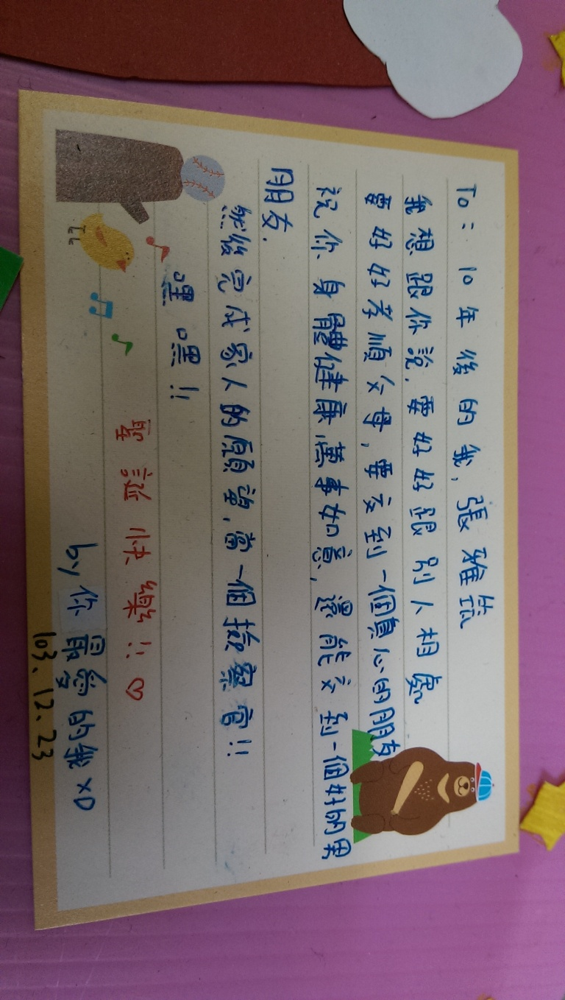 To: 10年後的我, 張雅筑
我想跟你說, 要好好跟別人相處
要好好孝順父母, 要交到一個真心的朋友
祝你身體健康萬事如意, 還能交到一個好的男
朋友.
然後完成家人的願望, 當一個檢察官!!
嘿嘿!!
聖誕快樂!! ♡
by 你最愛的我 xD
103、12、23